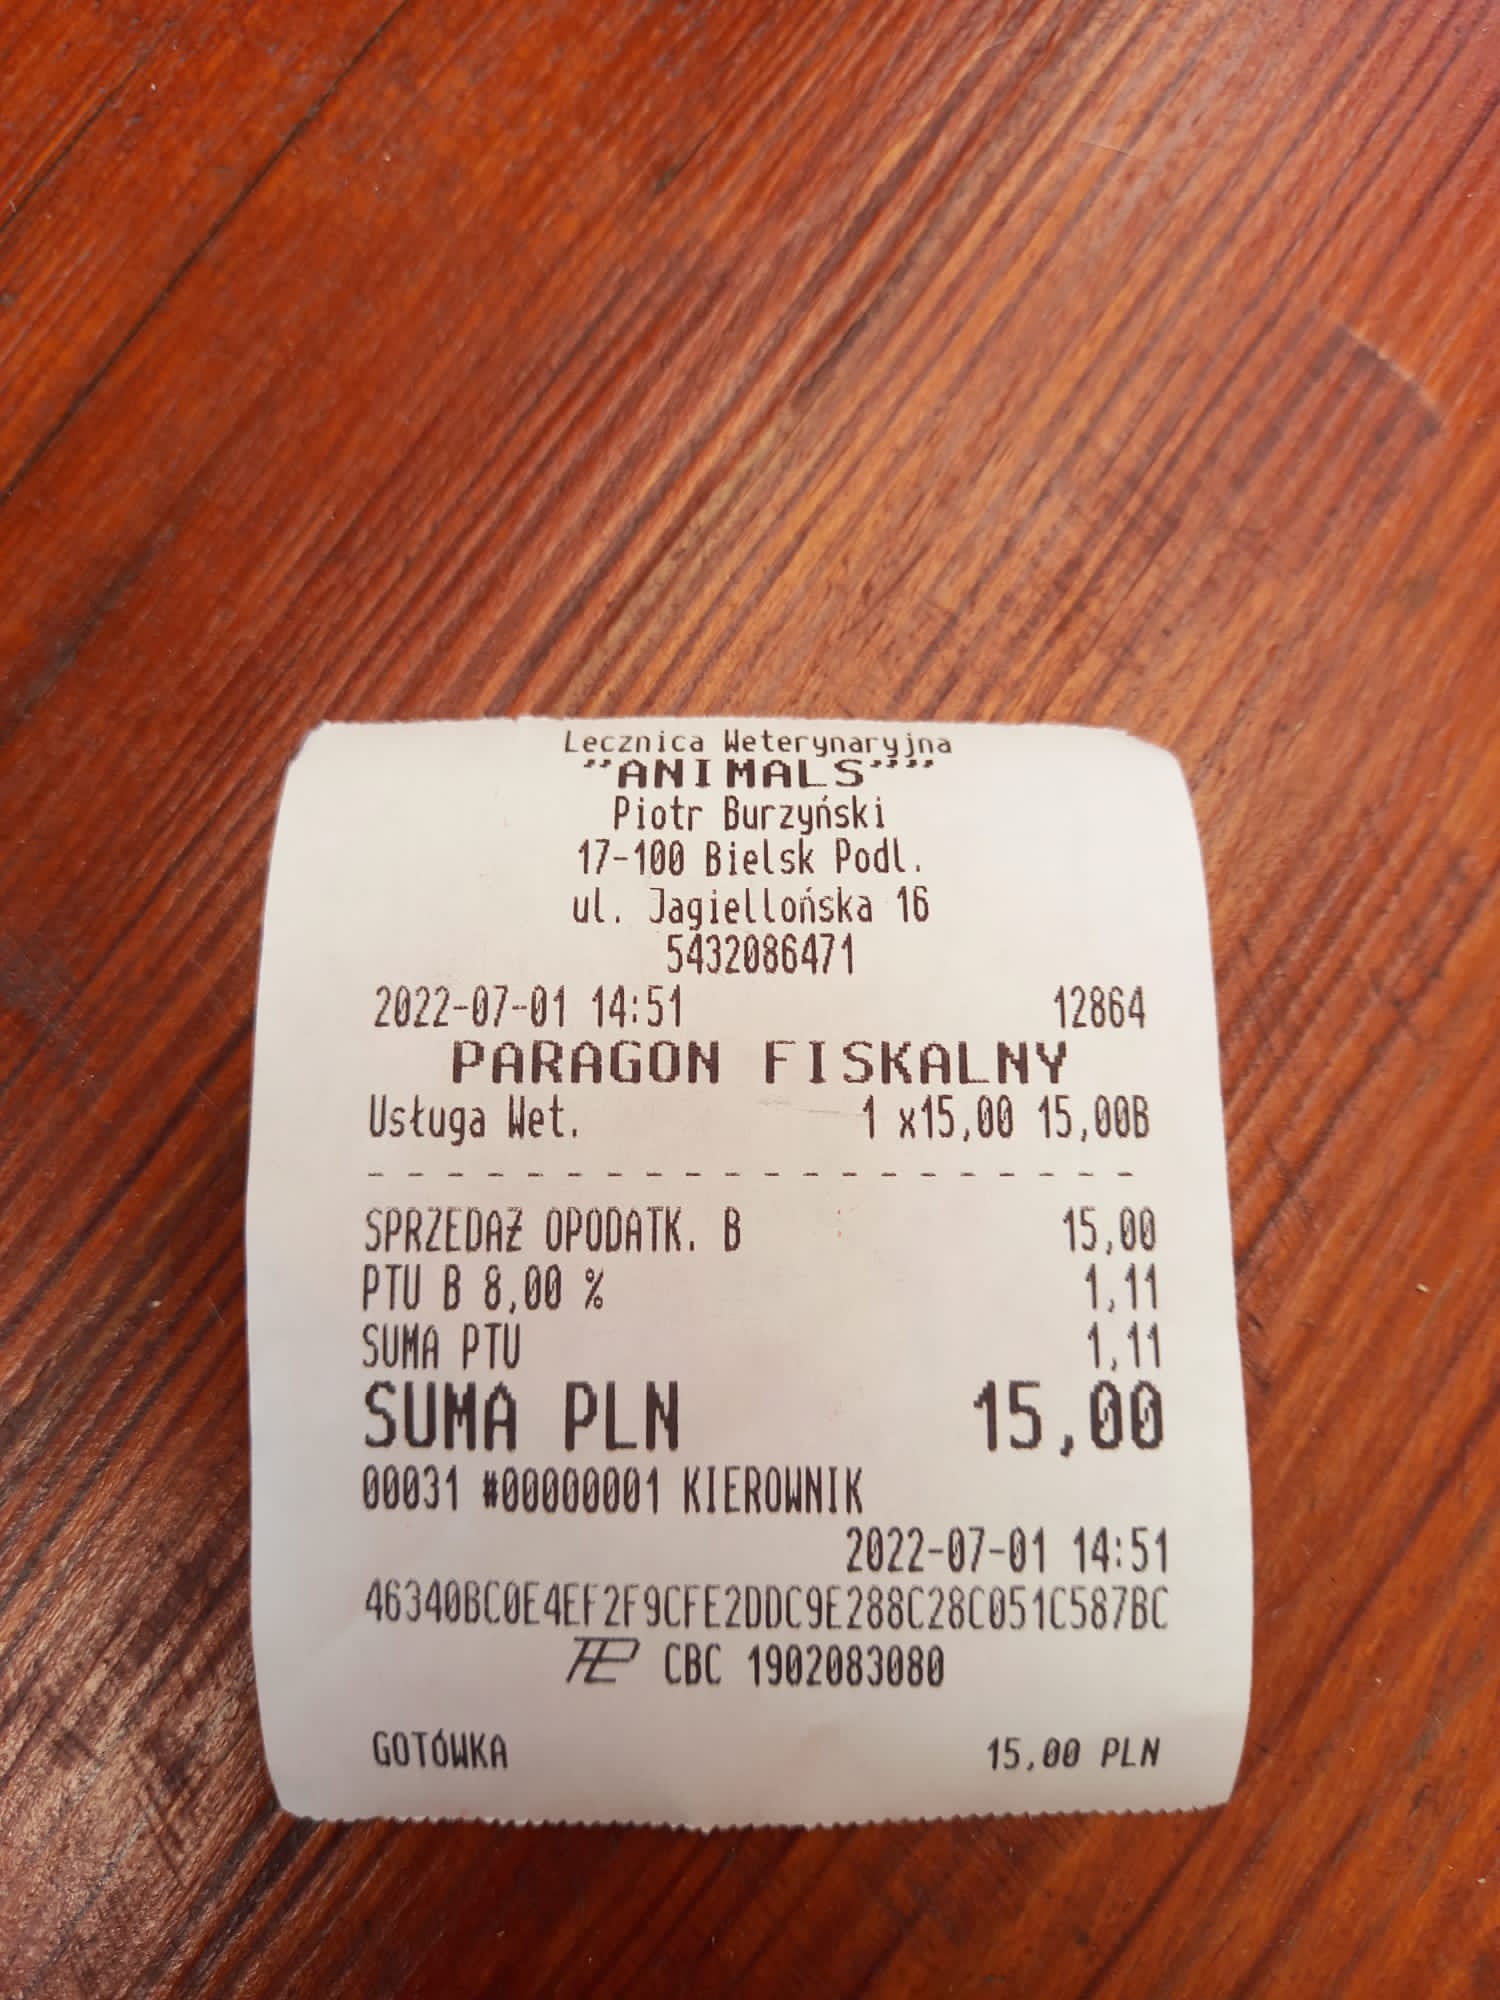 Lecznica Weterynaryjna
"ANIMALS""
Piotr Burzyński
17-100 Bielsk Podl.
ul. Jagiellońska 16
5432086471
2022-07-01 14:51 12864
PARAGON FISKALNY
Usługa Wet. 1 x15,00 15,00B
- - - - - - - - - - - - - - - - - - - -
SPRZEDAŻ OPODATK. B 15,00
PTU B 8,00 % 1,11
SUMA PTU 1,11
SUMA PLN 15,00
00031 #00000001 KIEROWNIK
2022-07-01 14:51
46340BC0E4EF2F9CFE2DDC9E288C28C051C587BC
CBC 1902083080
GOTÓWKA 15,00 PLN